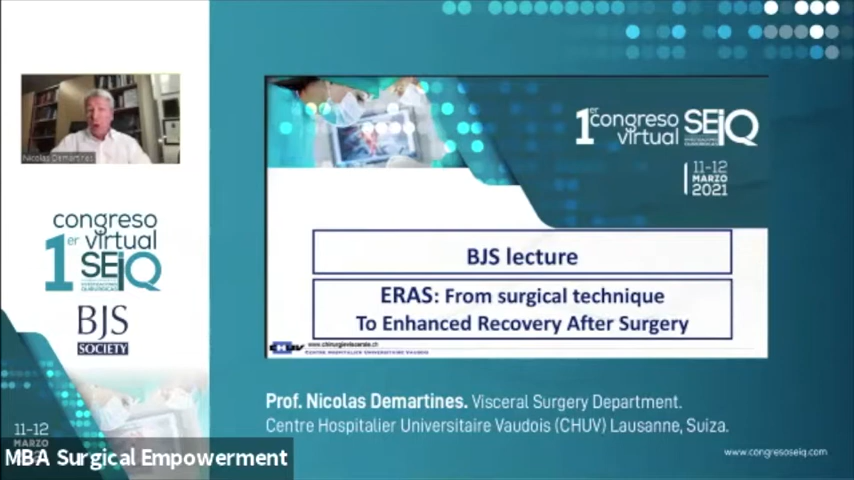 Nicolas Demartines
congreso
1er virtual
SEIQ
BJS
SOCIETY
11-12
MARZO
MBA Surgical Empowerment
1er congreso
virtual SEIQ
11-12
MARZO
2021
BJS lecture
ERAS: From surgical technique
To Enhanced Recovery After Surgery
CHUV www.chirurgieviscerale.ch
CENTRE HOSPITALIER UNIVERSITAIRE VAUDOIS
Prof. Nicolas Demartines. Visceral Surgery Department.
Centre Hospitalier Universitaire Vaudois (CHUV) Lausanne, Suiza.
www.congresoseiq.com